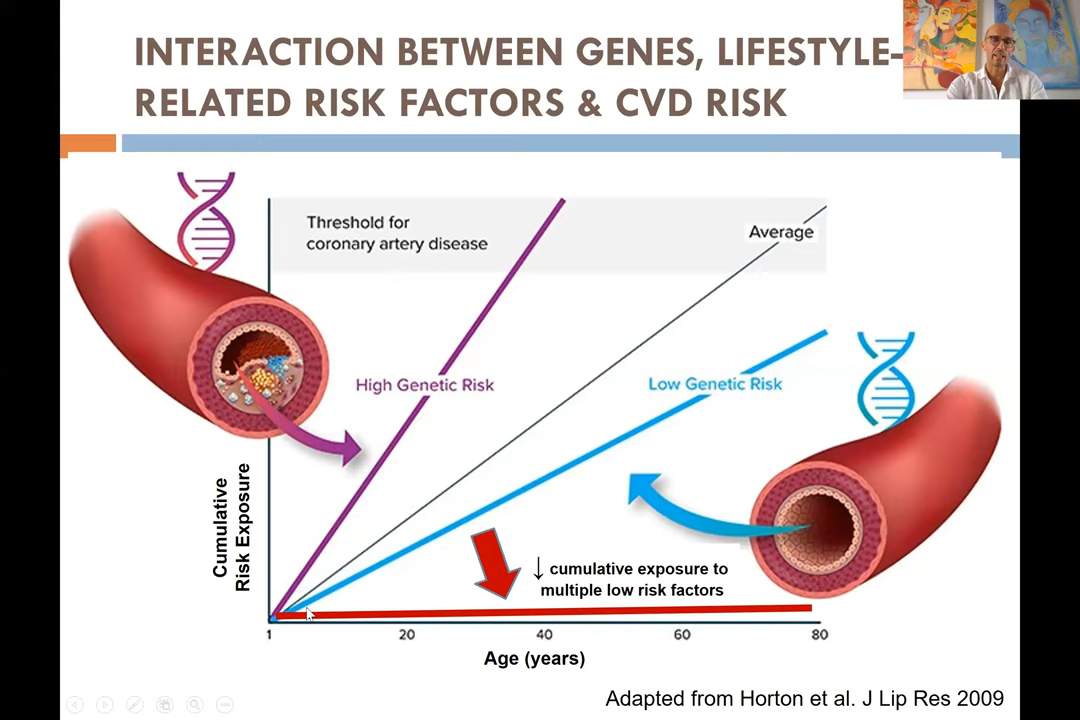 INTERACTION BETWEEN GENES, LIFESTYLE-
RELATED RISK FACTORS & CVD RISK
Threshold for
coronary artery disease
Average
High Genetic Risk
Low Genetic Risk
Cumulative
Risk Exposure
↓ cumulative exposure to
multiple low risk factors
1 20 40 60 80
Age (years)
Adapted from Horton et al. J Lip Res 2009